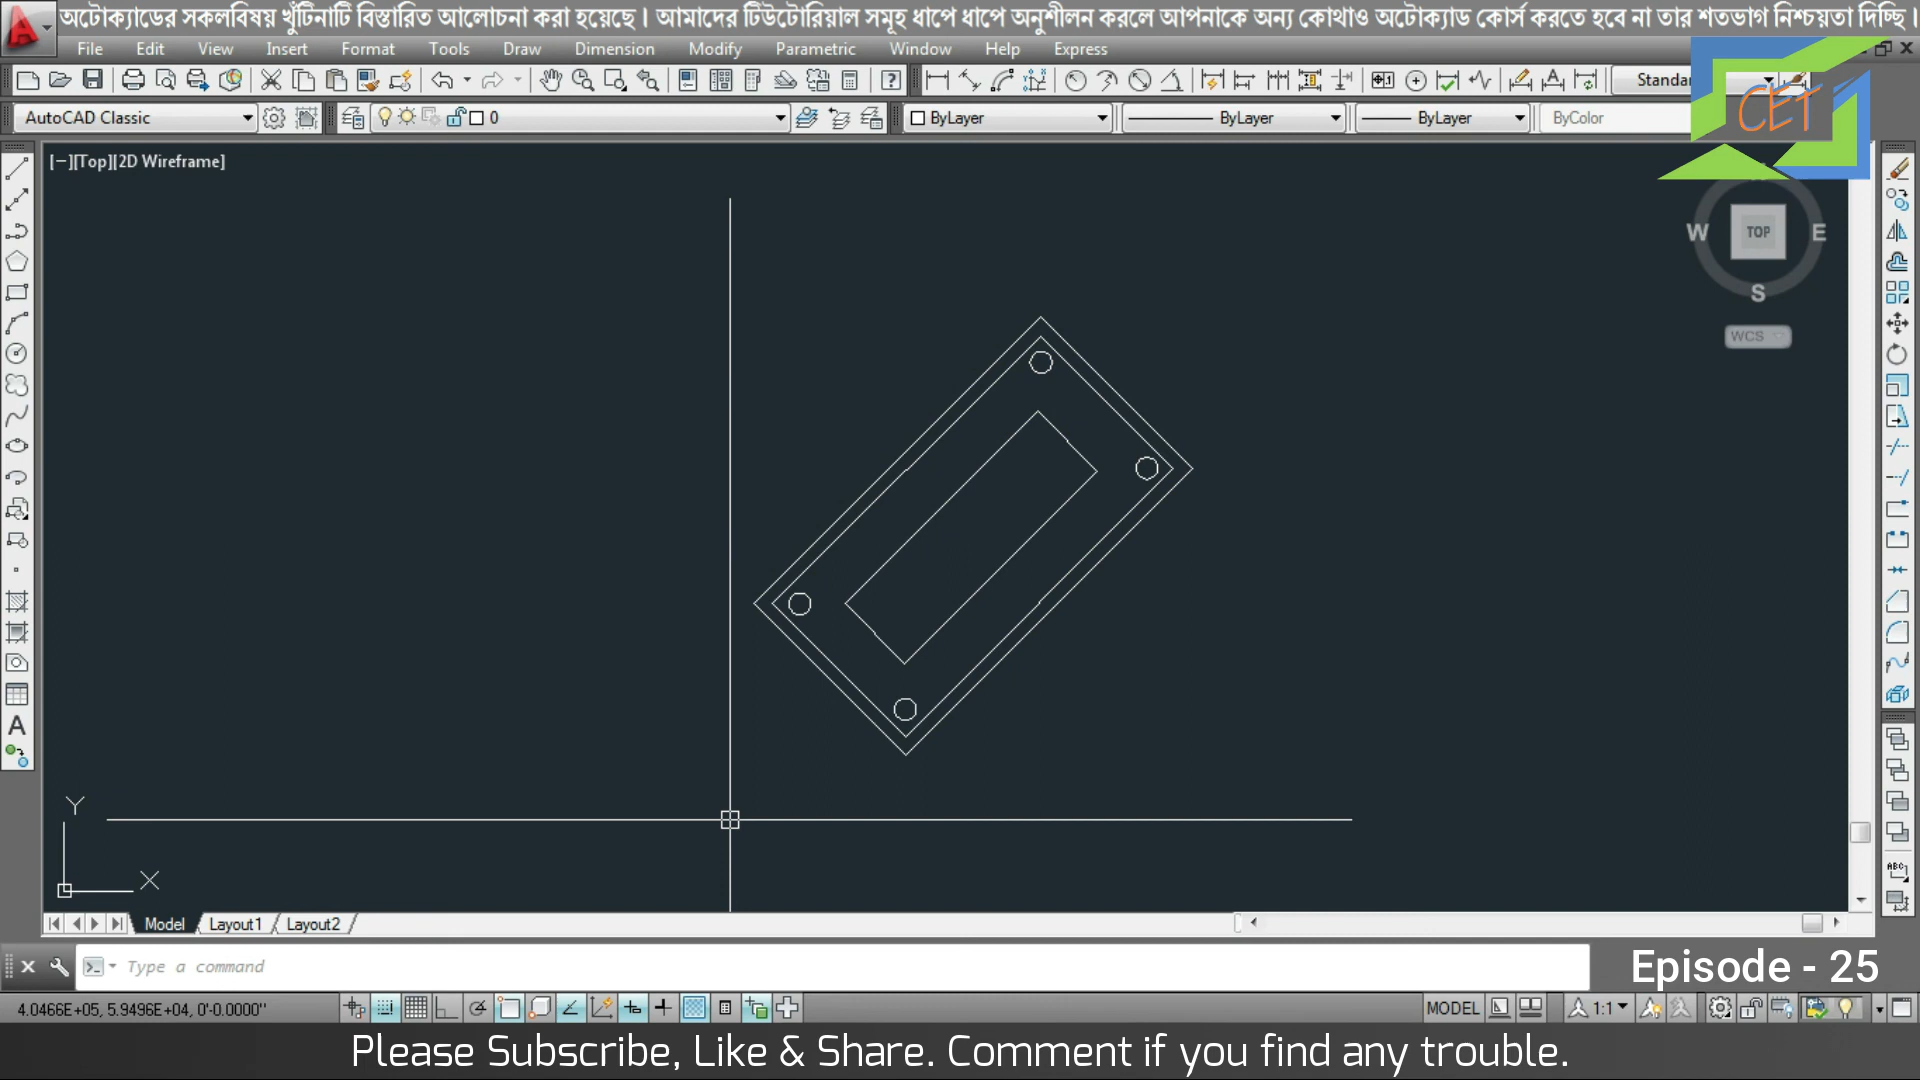 অটোক্যাডের সকলবিষয় খুঁটিনাটি বিস্তারিত আলোচনা করা হয়েছে। আমাদের টিউটোরিয়াল সমূহ ধাপে ধাপে অনুশীলন করলে আপনাকে অন্য কোথাও অটোক্যাড কোর্স করতে হবে না তার শতভাগ নিশ্চয়তা দিচ্ছি।
File Edit View Insert Format Tools Draw Dimension Modify Parametric Window Help Express
AutoCAD Classic 0 ByLayer ByLayer ByLayer ByColor
CET
[−][Top][2D Wireframe]
W TOP E
S
WCS
Y
X
A
Model Layout1 Layout2
Type a command
Episode - 25
4.0466E+05, 5.9496E+04, 0'-0.0000" MODEL 1:1
Please Subscribe, Like & Share. Comment if you find any trouble.